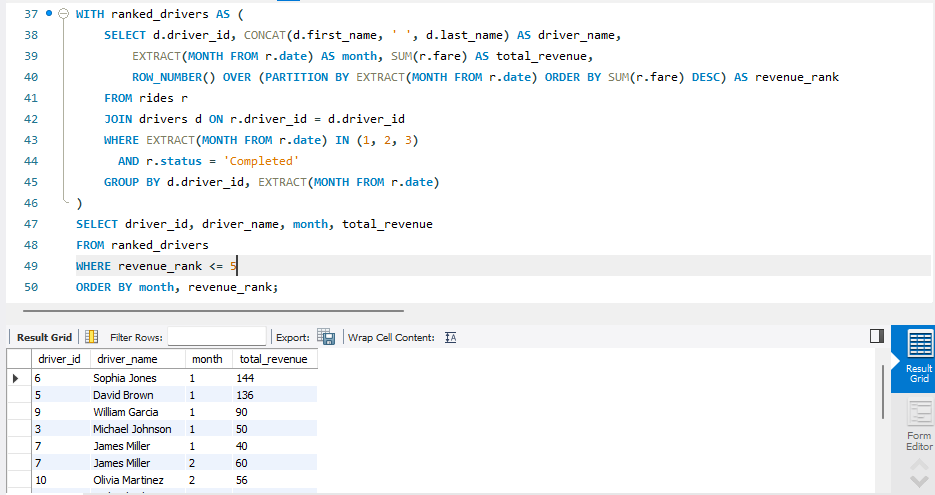 37 WITH ranked_drivers AS (
38 SELECT d.driver_id, CONCAT(d.first_name, ' ', d.last_name) AS driver_name,
39 EXTRACT(MONTH FROM r.date) AS month, SUM(r.fare) AS total_revenue,
40 ROW_NUMBER() OVER (PARTITION BY EXTRACT(MONTH FROM r.date) ORDER BY SUM(r.fare) DESC) AS revenue_rank
41 FROM rides r
42 JOIN drivers d ON r.driver_id = d.driver_id
43 WHERE EXTRACT(MONTH FROM r.date) IN (1, 2, 3)
44 AND r.status = 'Completed'
45 GROUP BY d.driver_id, EXTRACT(MONTH FROM r.date)
46 )
47 SELECT driver_id, driver_name, month, total_revenue
48 FROM ranked_drivers
49 WHERE revenue_rank <= 5
50 ORDER BY month, revenue_rank;
Result Grid Filter Rows: Export: Wrap Cell Content:
driver_id driver_name month total_revenue
6 Sophia Jones 1 144
5 David Brown 1 136
9 William Garcia 1 90
3 Michael Johnson 1 50
7 James Miller 1 40
7 James Miller 2 60
10 Olivia Martinez 2 56
Result
Grid
Form
Editor